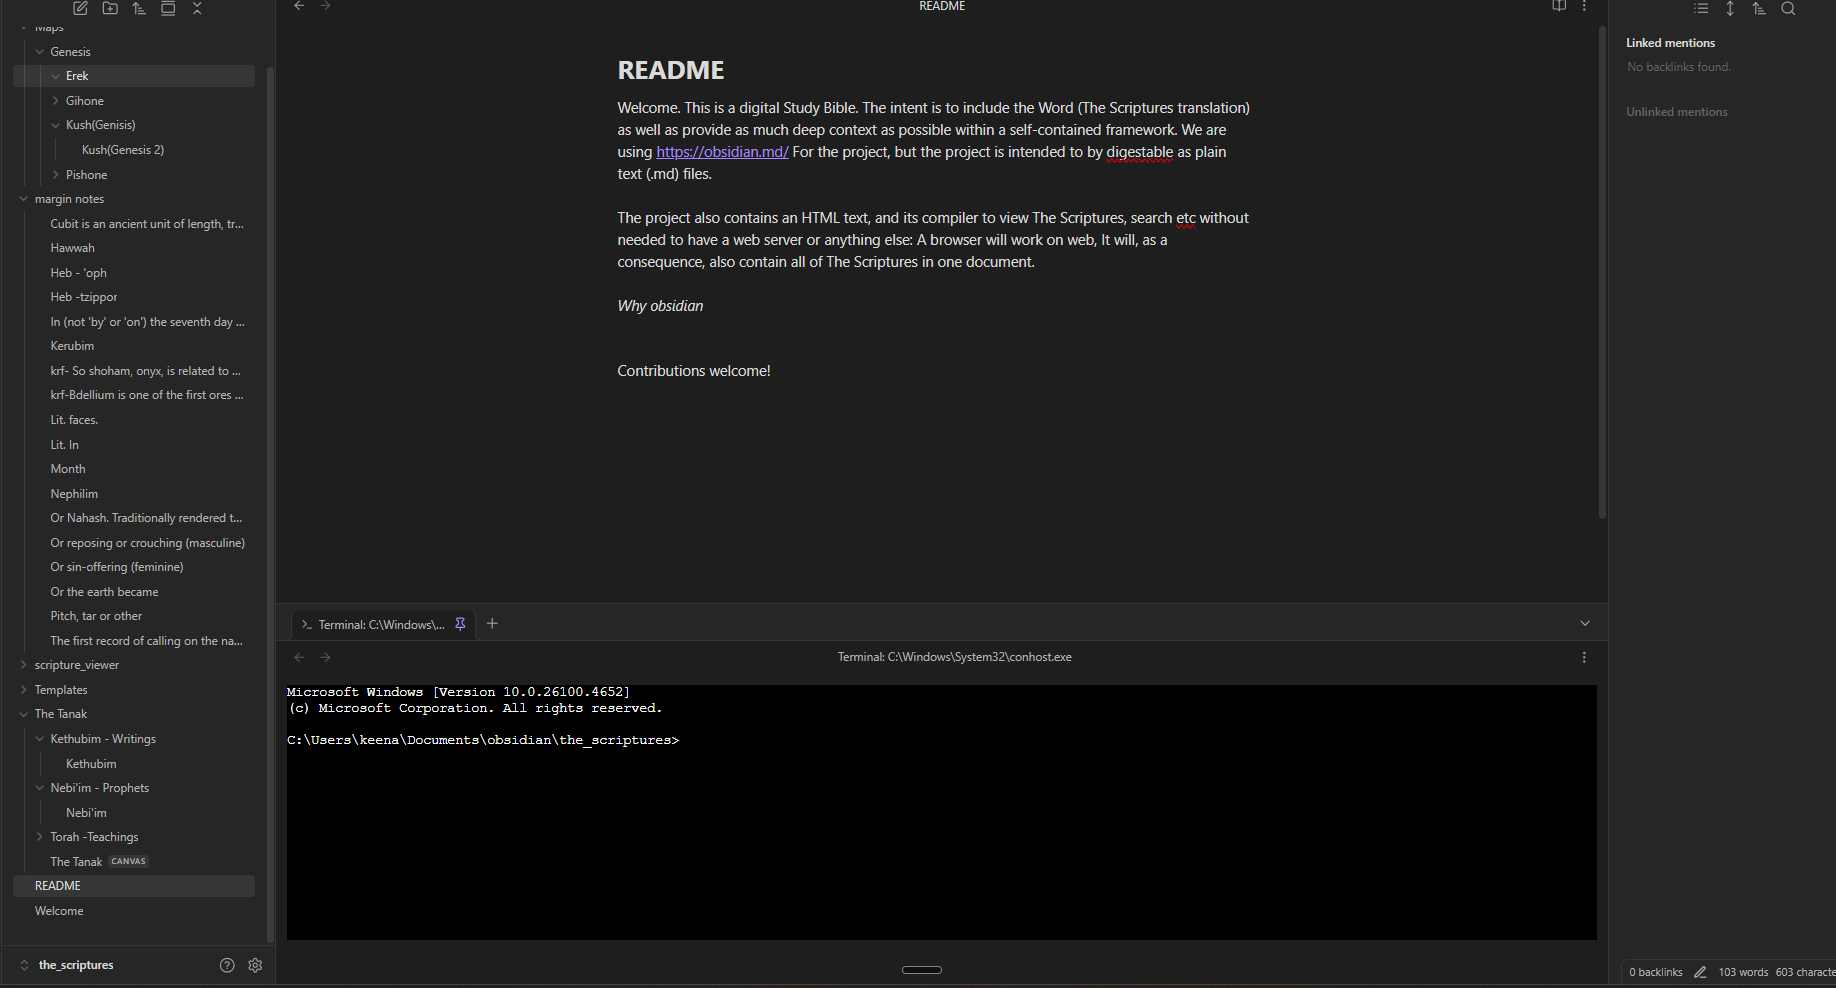 Maps
Genesis
Erek
Gihone
Kush(Genisis)
Kush(Genesis 2)
Pishone
margin notes
Cubit is an ancient unit of length, tr...
Hawwah
Heb - 'oph
Heb -tzippor
In (not 'by' or 'on') the seventh day ...
Kerubim
krf- So shoham, onyx, is related to ...
krf-Bdellium is one of the first ores ...
Lit. faces.
Lit. In
Month
Nephilim
Or Nahash. Traditionally rendered t...
Or reposing or crouching (masculine)
Or sin-offering (feminine)
Or the earth became
Pitch, tar or other
The first record of calling on the na...
scripture_viewer
Templates
The Tanak
Kethubim - Writings
Kethubim
Nebi'im - Prophets
Nebi'im
Torah -Teachings
The Tanak CANVAS
README
Welcome
the_scriptures
README
README
Welcome. This is a digital Study Bible. The intent is to include the Word (The Scriptures translation)
as well as provide as much deep context as possible within a self-contained framework. We are
using https://obsidian.md/ For the project, but the project is intended to by digestable as plain
text (.md) files.
The project also contains an HTML text, and its compiler to view The Scriptures, search etc without
needed to have a web server or anything else: A browser will work on web, It will, as a
consequence, also contain all of The Scriptures in one document.
Why obsidian
Contributions welcome!
Terminal: C:\Windows\...
Terminal: C:\Windows\System32\conhost.exe
Microsoft Windows [Version 10.0.26100.4652]
(c) Microsoft Corporation. All rights reserved.
C:\Users\keena\Documents\obsidian\the_scriptures>
Linked mentions
No backlinks found.
Unlinked mentions
0 backlinks 103 words 603 characte